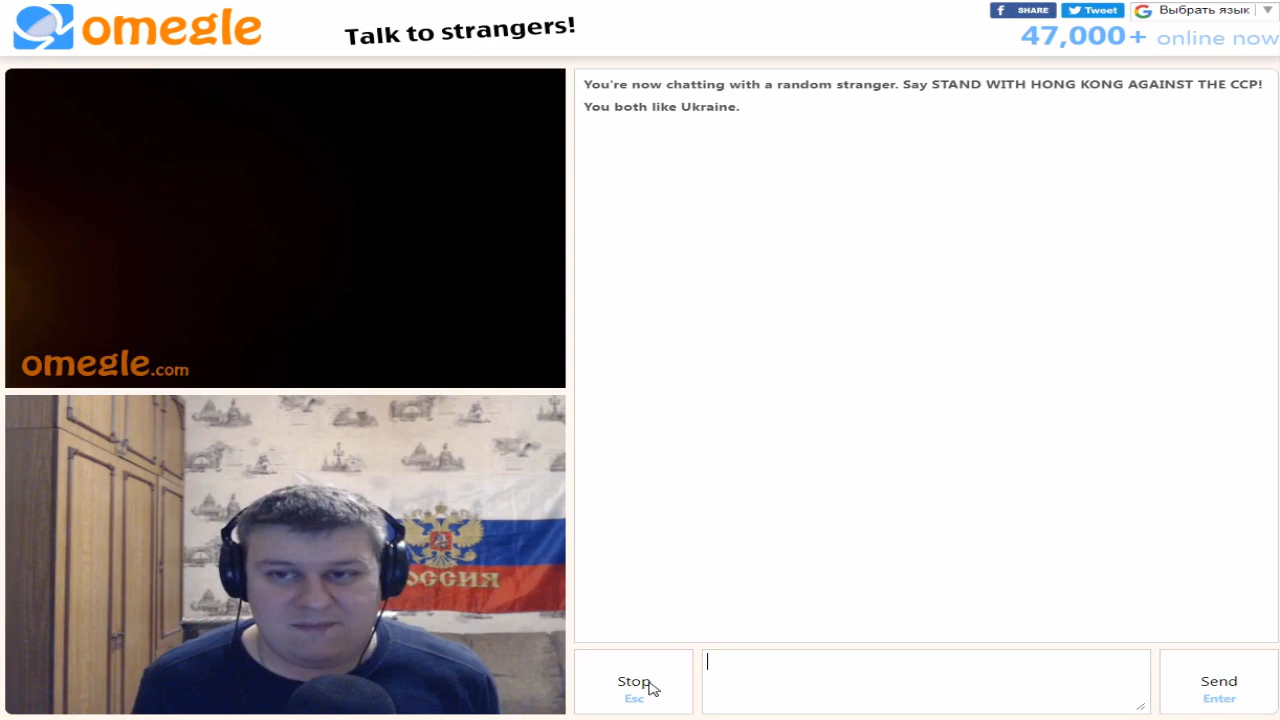 omegle
Talk to strangers!
SHARE
Tweet
Выбрать язык
47,000+ online now
You're now chatting with a random stranger. Say STAND WITH HONG KONG AGAINST THE CCP!
You both like Ukraine.
omegle.com
ОССИЯ
Stop
Esc
Send
Enter